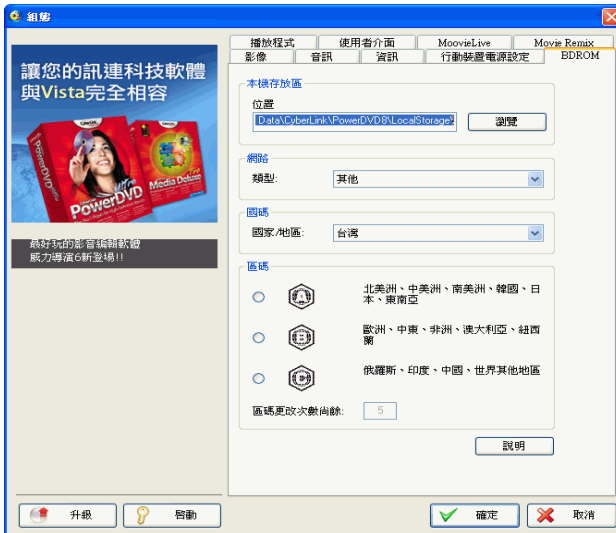 組態
播放程式
使用者介面
MoovieLive
Movie Remix
影像
音訊
資訊
行動裝置電源設定
BDROM
讓您的訊連科技軟體
與Vista完全相容
PowerDVD Ultra
Media Deluxe
最好玩的影音編輯軟體
威力導演6新登場!!
本機存放區
位置
Data\CyberLink\PowerDVD8\LocalStorage\
瀏覽
網路
類型:
其他
國碼
國家/地區:
台灣
區碼
北美洲、中美洲、南美洲、韓國、日
本、東南亞
歐洲、中東、非洲、澳大利亞、紐西
蘭
俄羅斯、印度、中國、世界其他地區
區碼更改次數尚餘:
5
說明
升級
啟動
確定
取消